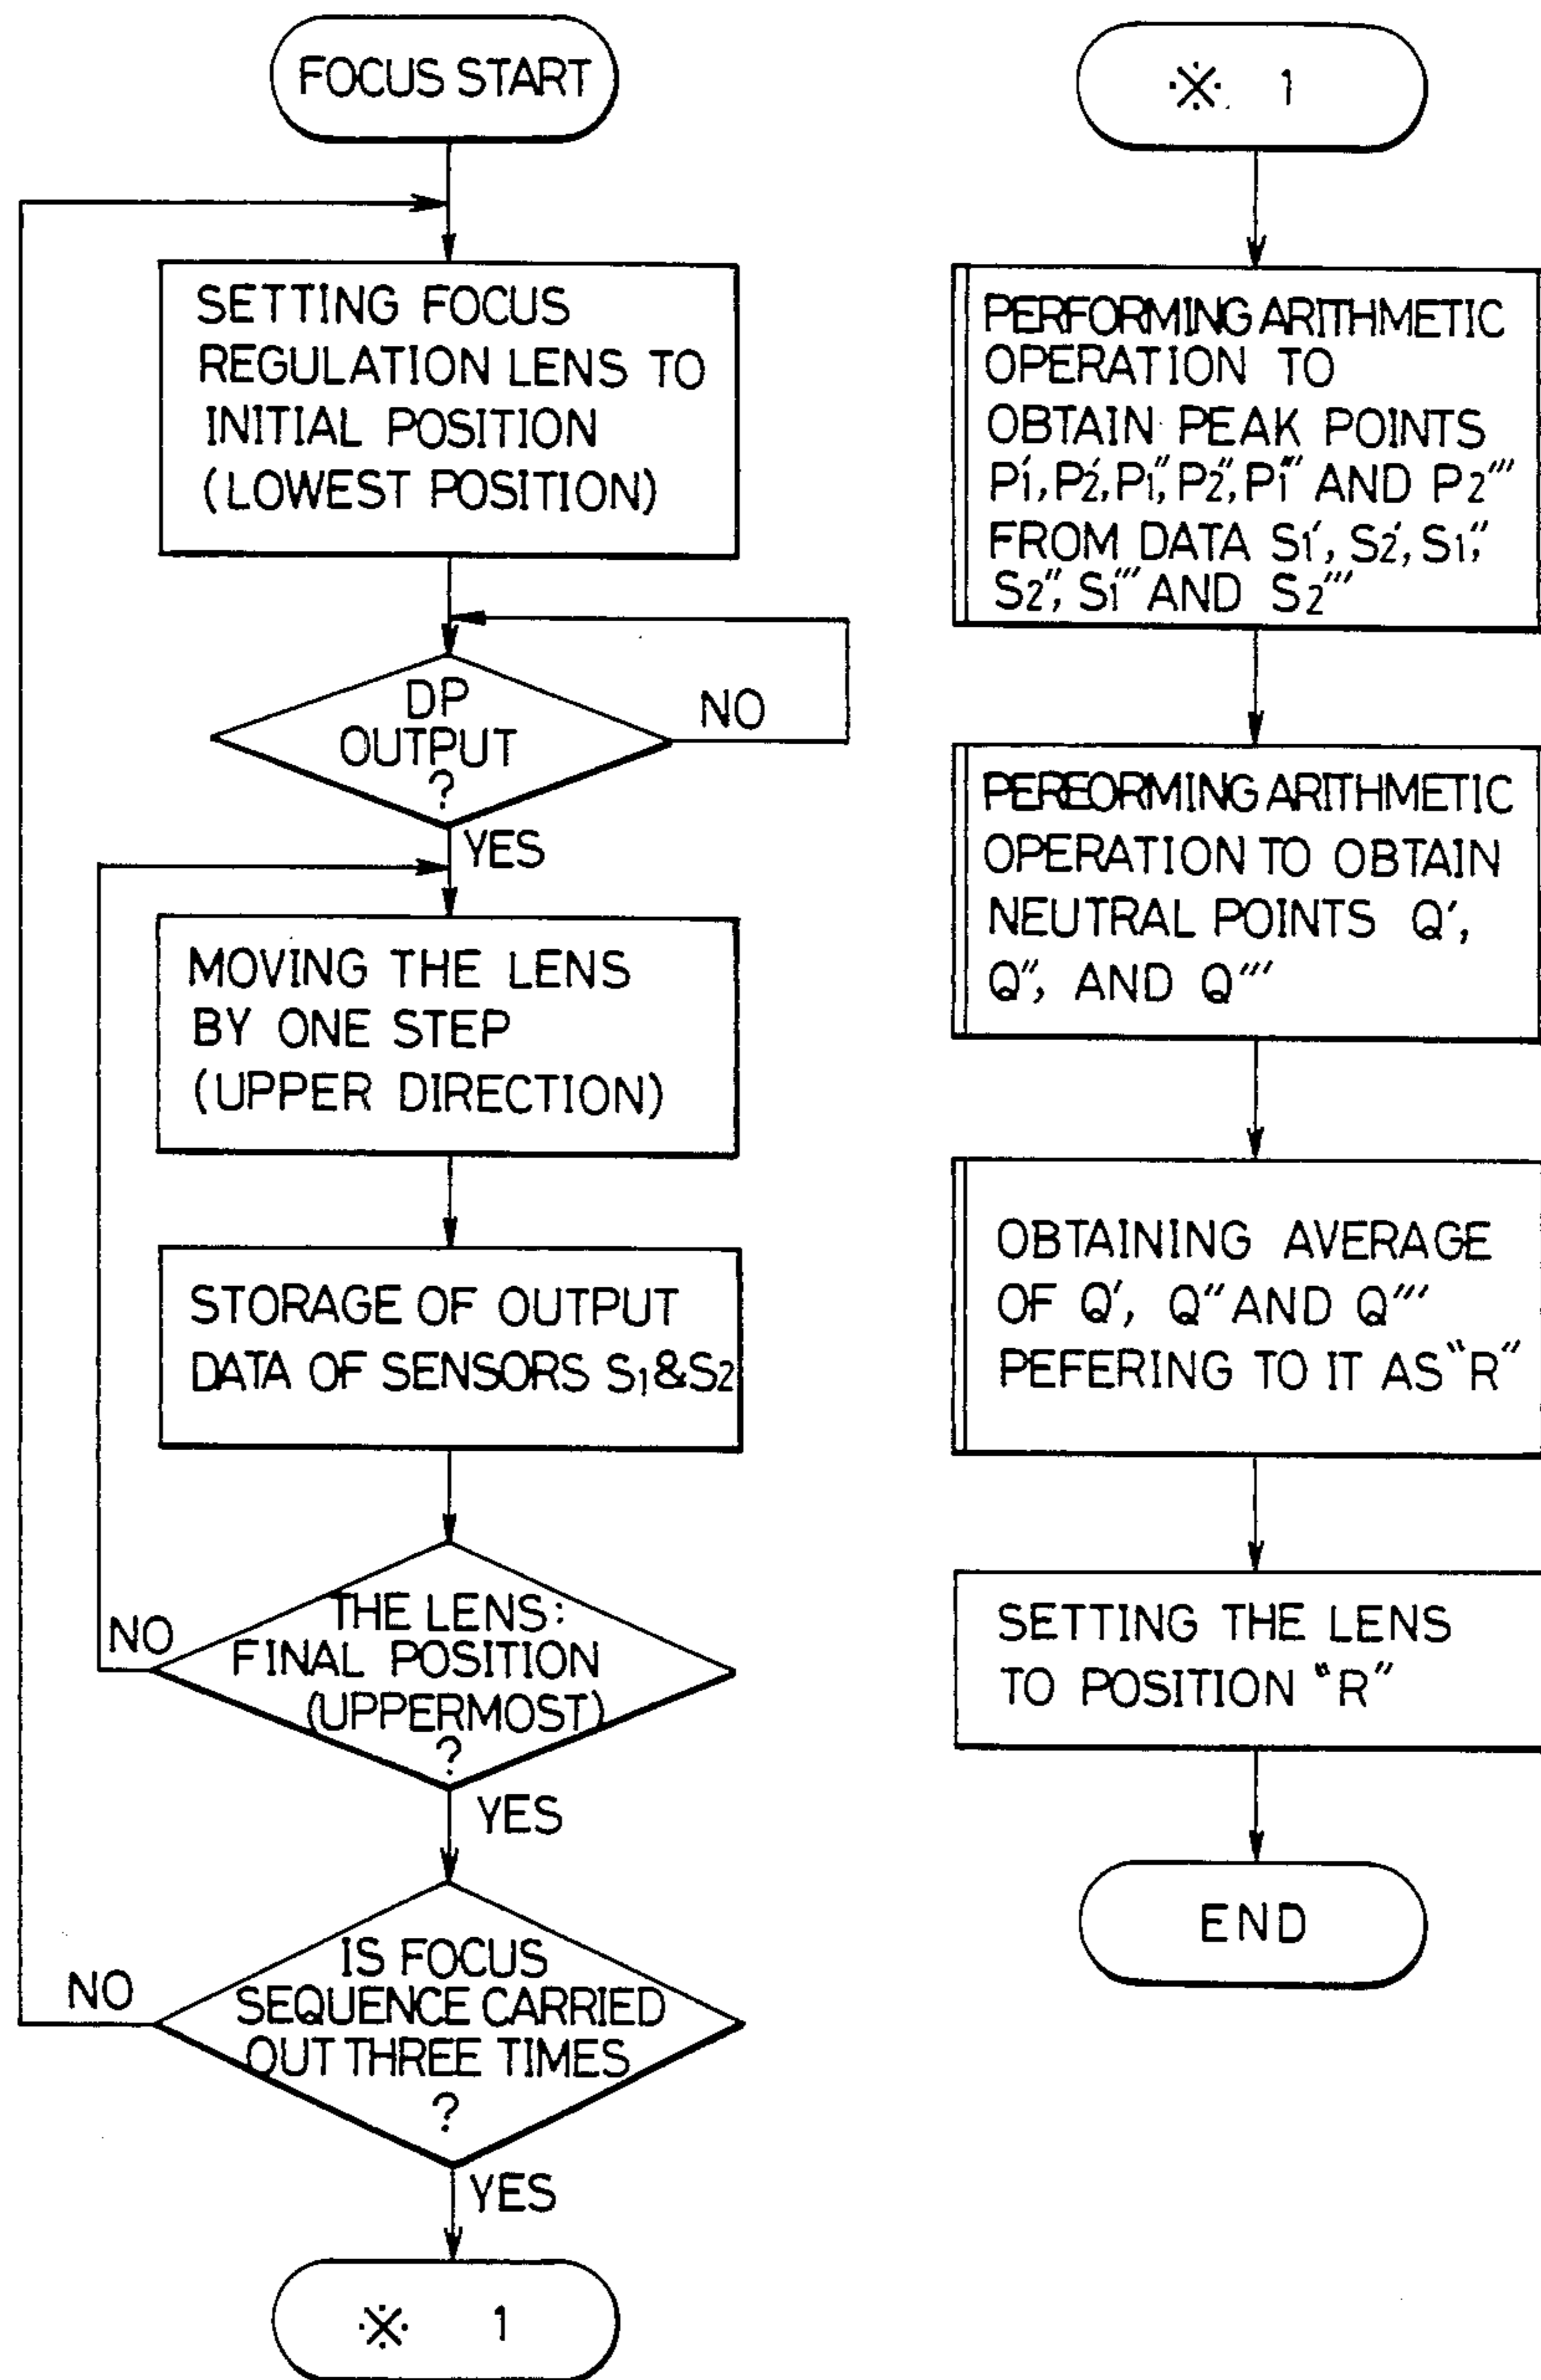 FOCUS START
SETTING FOCUS
REGULATION LENS TO
INITIAL POSITION
(LOWEST POSITION)
DP
OUTPUT
?
NO
YES
MOVING THE LENS
BY ONE STEP
(UPPER DIRECTION)
STORAGE OF OUTPUT
DATA OF SENSORS S1&S2
THE LENS:
FINAL POSITION
(UPPERMOST)
?
NO
YES
IS FOCUS
SEQUENCE CARRIED
OUT THREE TIMES
?
NO
YES
※ 1
※ 1
PERFORMING ARITHMETIC
OPERATION TO
OBTAIN PEAK POINTS
P1′, P2′, P1″, P2″, P1‴ AND P2‴
FROM DATA S1′, S2′, S1″,
S2″, S1‴ AND S2‴
PEREORMING ARITHMETIC
OPERATION TO OBTAIN
NEUTRAL POINTS Q′,
Q″, AND Q‴
OBTAINING AVERAGE
OF Q′, Q″ AND Q‴
PEFERING TO IT AS "R"
SETTING THE LENS
TO POSITION "R"
END